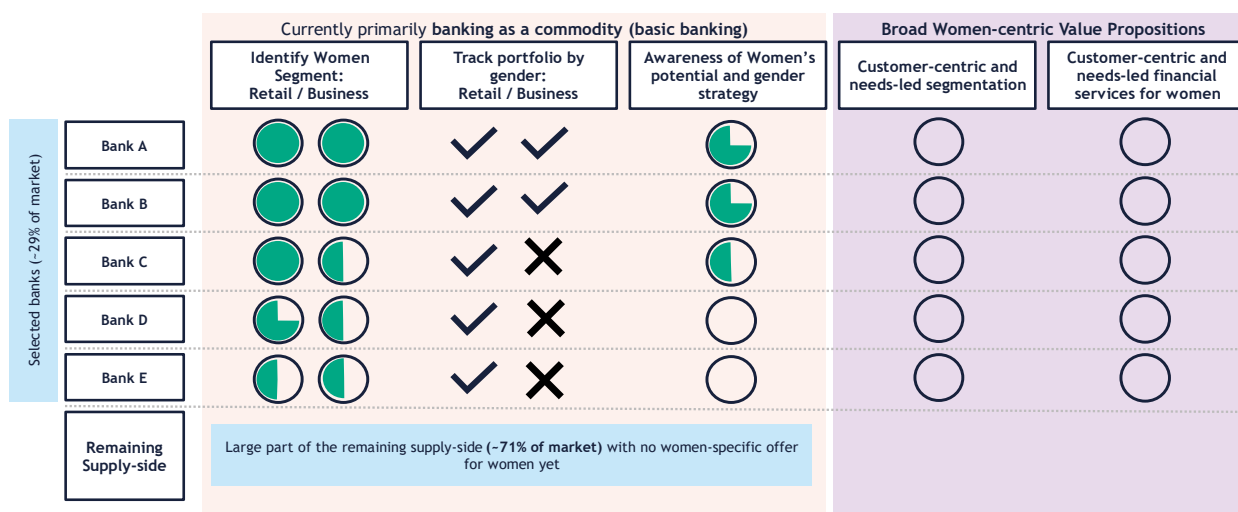 Currently primarily banking as a commodity (basic banking)
Broad Women-centric Value Propositions
Identify Women
Segment:
Retail / Business
Track portfolio by
gender:
Retail / Business
Awareness of Women's
potential and gender
strategy
Customer-centric and
needs-led segmentation
Customer-centric and
needs-led financial
services for women
Selected banks (~29% of market)
Bank A
Bank B
Bank C
Bank D
Bank E
Remaining
Supply-side
Large part of the remaining supply-side (~71% of market) with no women-specific offer
for women yet